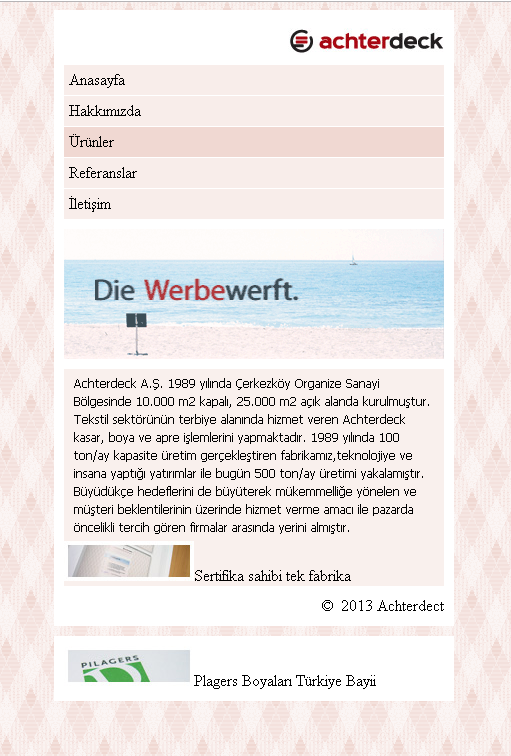 achterdeck
Anasayfa
Hakkımızda
Ürünler
Referanslar
İletişim
Die Werbewerft.
Achterdeck A.Ş. 1989 yılında Çerkezköy Organize Sanayi
Bölgesinde 10.000 m2 kapalı, 25.000 m2 açık alanda kurulmuştur.
Tekstil sektörünün terbiye alanında hizmet veren Achterdeck
kasar, boya ve apre işlemlerini yapmaktadır. 1989 yılında 100
ton/ay kapasite üretim gerçekleştiren fabrikamız,teknolojiye ve
insana yaptığı yatırımlar ile bugün 500 ton/ay üretimi yakalamıştır.
Büyüdükçe hedeflerini de büyüterek mükemmelliğe yönelen ve
müşteri beklentilerinin üzerinde hizmet verme amacı ile pazarda
öncelikli tercih gören firmalar arasında yerini almıştır.
Sertifika sahibi tek fabrika
© 2013 Achterdect
PILAGERS
Plagers Boyaları Türkiye Bayii